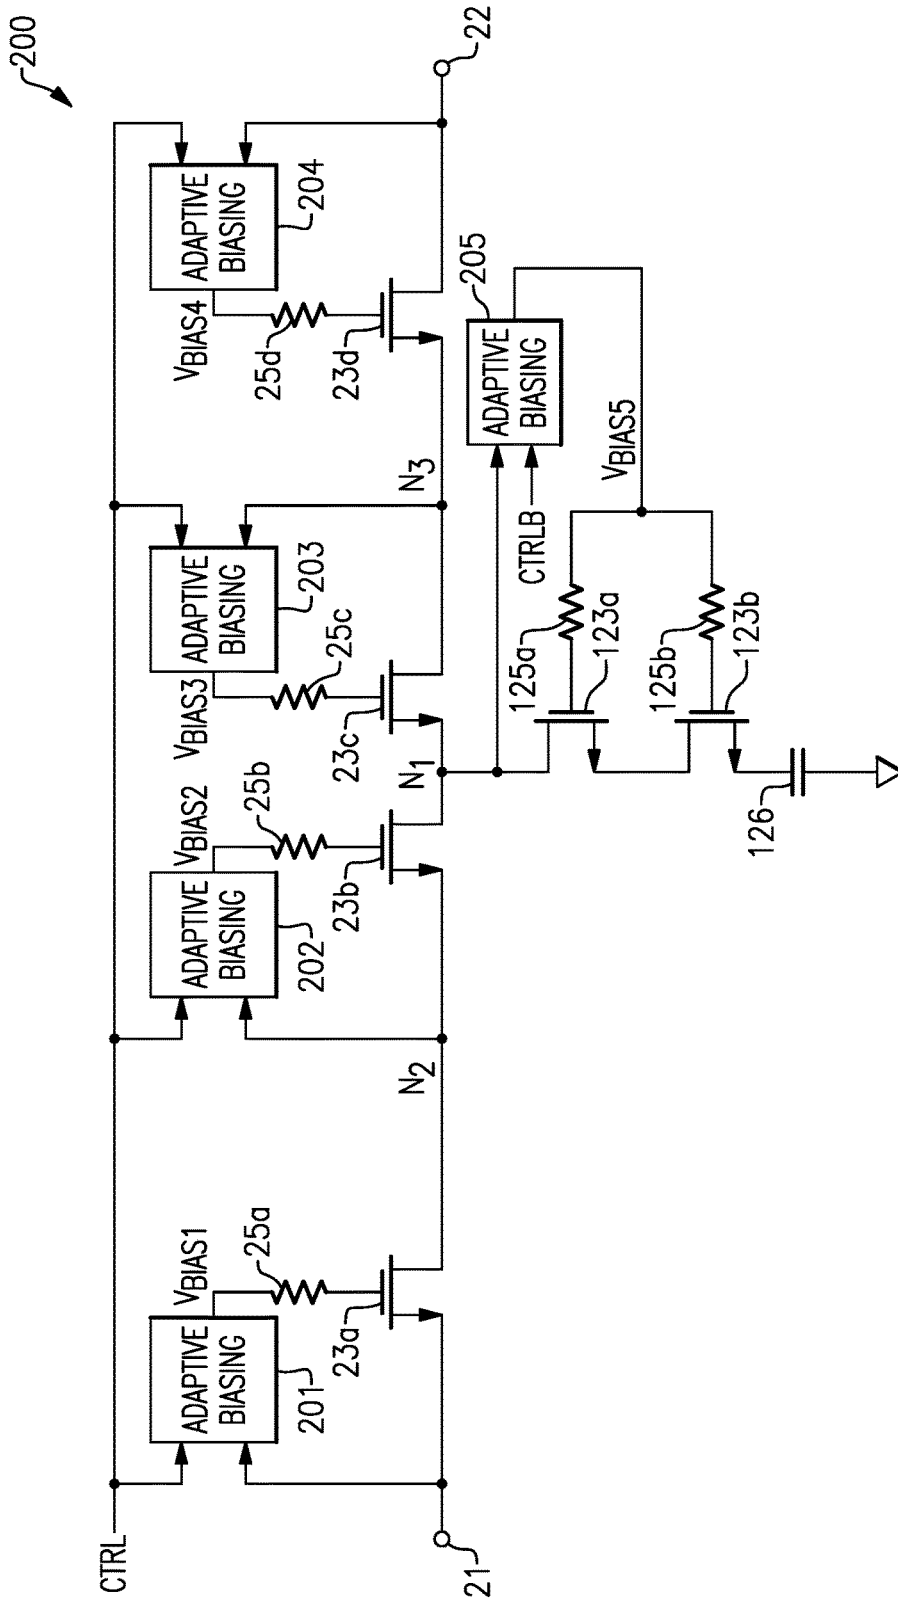 200
CTRL
ADAPTIVE
BIASING
201
VBIAS1
25a
23a
21
ADAPTIVE
BIASING
202
VBIAS2
25b
23b
N2
N1
ADAPTIVE
BIASING
203
VBIAS3
25c
23c
N3
ADAPTIVE
BIASING
204
VBIAS4
25d
23d
22
ADAPTIVE
BIASING
205
CTRLB
VBIAS5
125a
123a
125b
123b
126